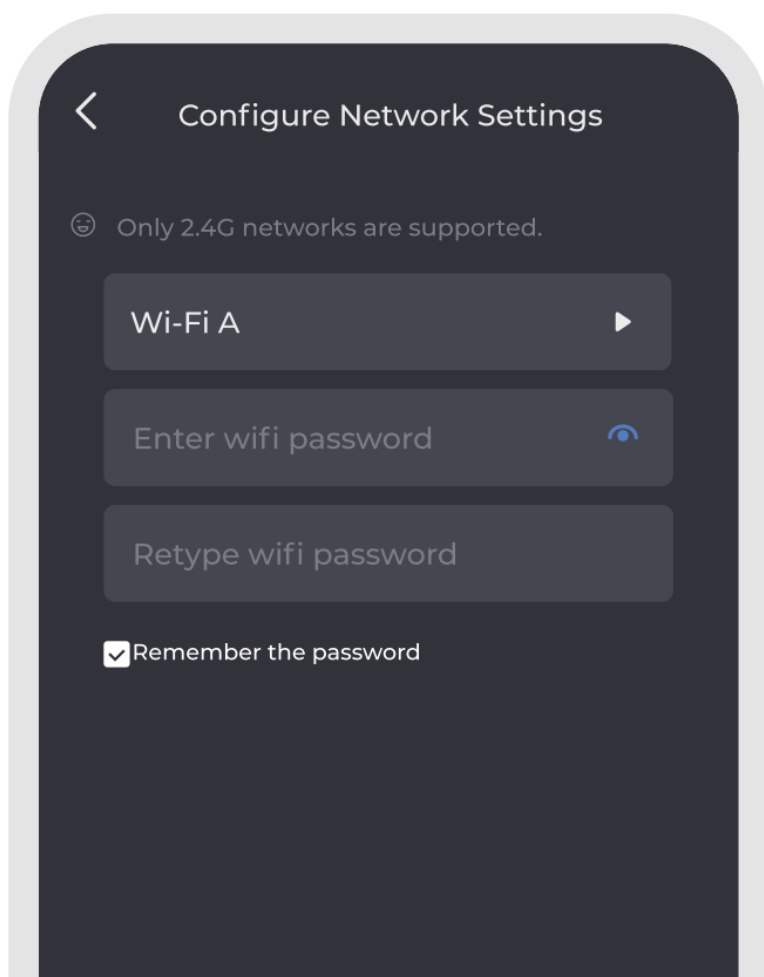 Configure Network Settings
Only 2.4G networks are supported.
Wi-Fi A
Enter wifi password
Retype wifi password
Remember the password